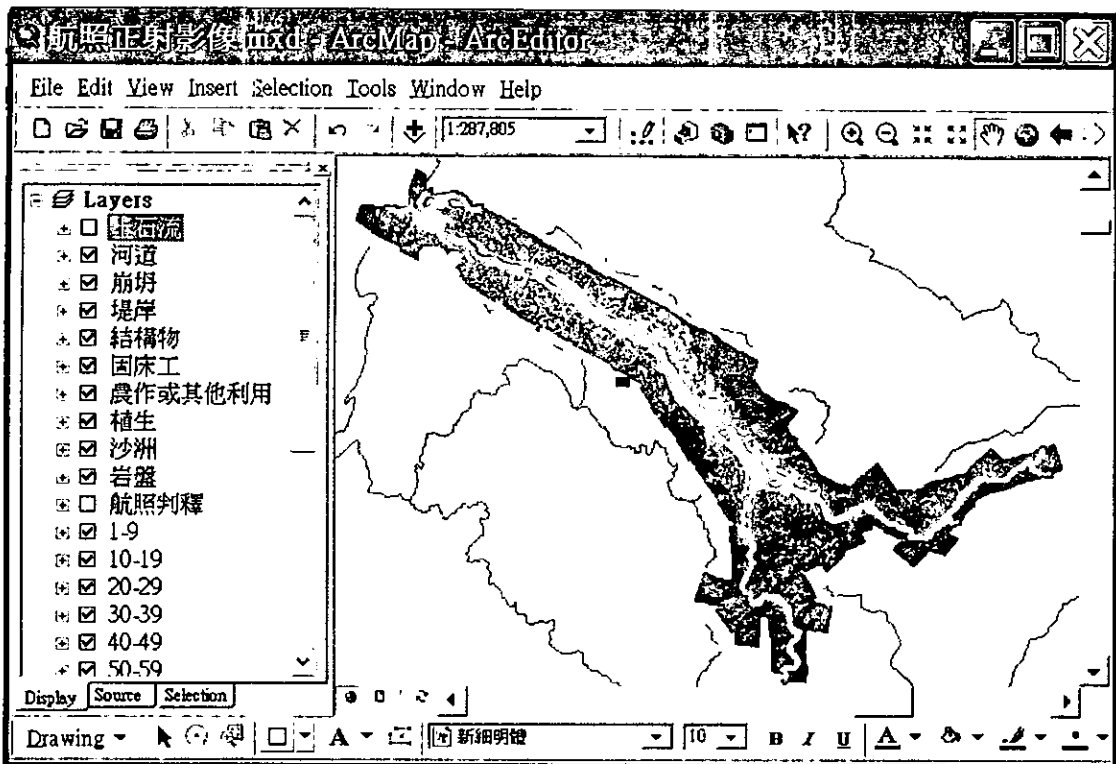 航照正射影像.mxd - ArcMap - ArcEditor
File Edit View Insert Selection Tools Window Help
1:287,805
Layers
土石流
河道
崩坍
堤岸
結構物
固床工
農作或其他利用
植生
沙洲
岩盤
航照判釋
1-9
10-19
20-29
30-39
40-49
50-59
Display Source Selection
Drawing A 新細明體 10 B I U A